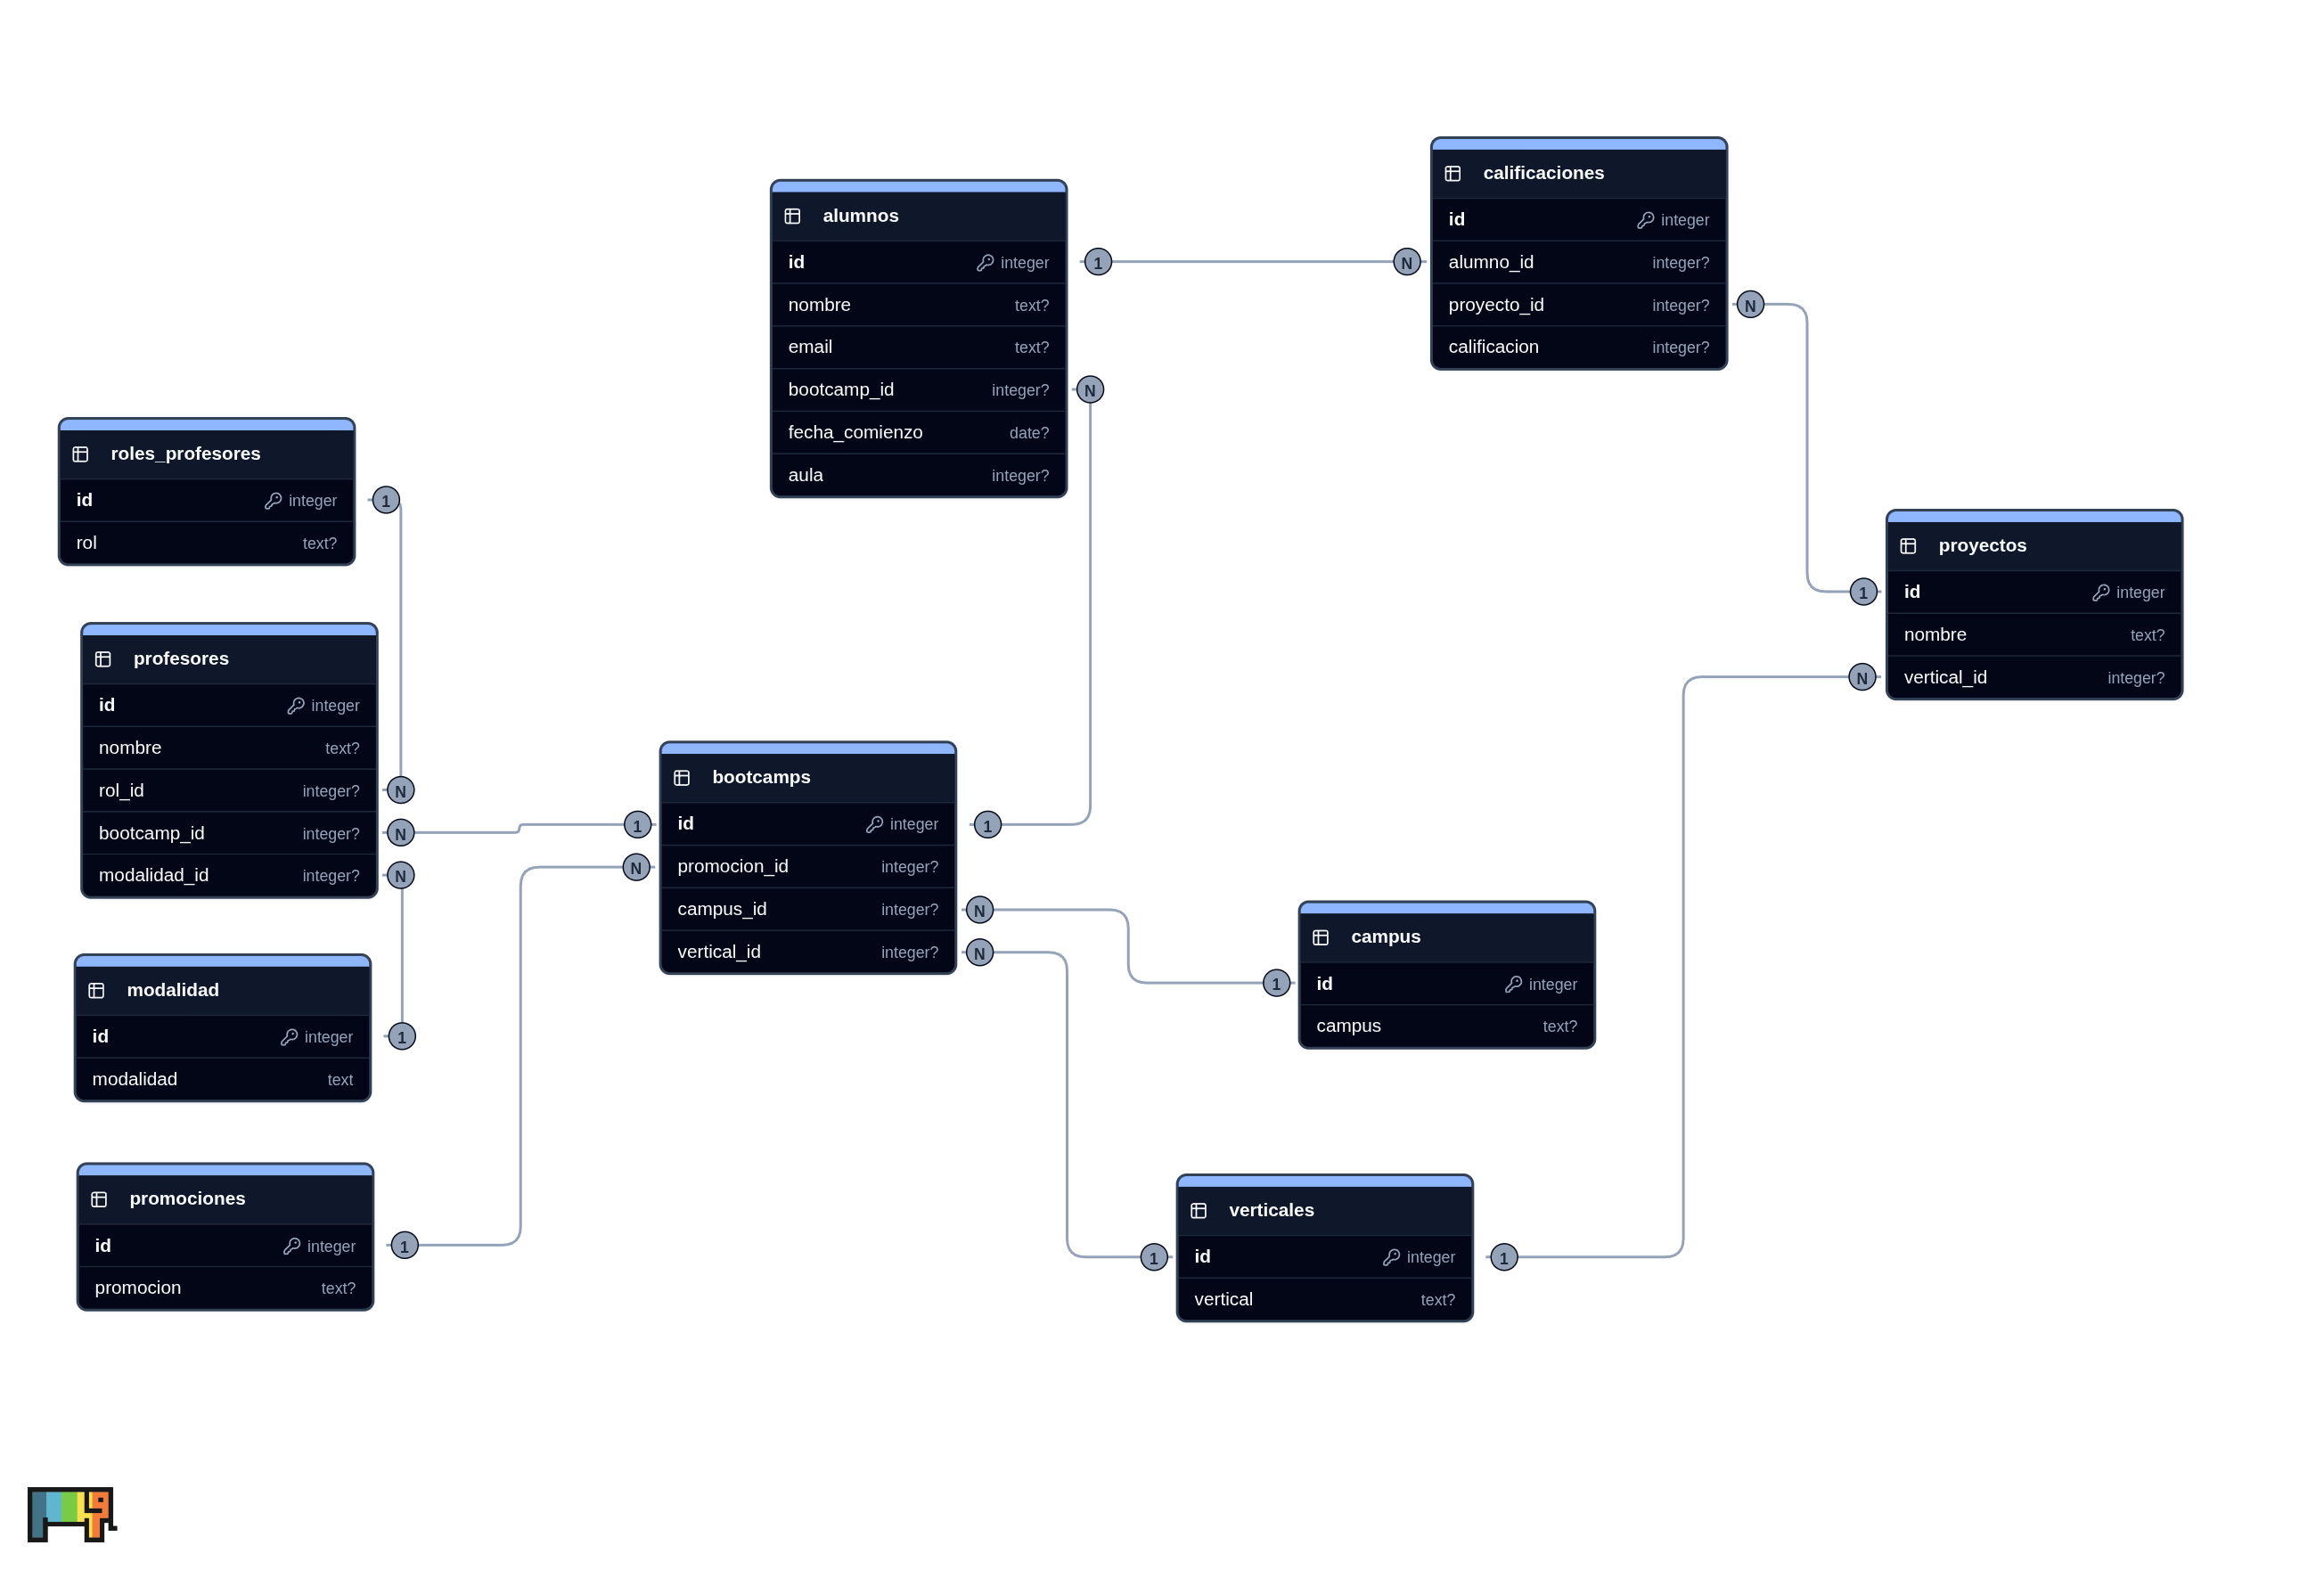 calificaciones
id integer
alumno_id integer?
proyecto_id integer?
calificacion integer?
alumnos
id integer
nombre text?
email text?
bootcamp_id integer?
fecha_comienzo date?
aula integer?
1 N
N
N
roles_profesores
id integer
rol text?
1
proyectos
id integer
nombre text?
vertical_id integer?
1
N
profesores
id integer
nombre text?
rol_id integer?
bootcamp_id integer?
modalidad_id integer?
N
N
N
bootcamps
id integer
promocion_id integer?
campus_id integer?
vertical_id integer?
1 1
N
N
N
campus
id integer
campus text?
1
modalidad
id integer
modalidad text
1
promociones
id integer
promocion text?
1
verticales
id integer
vertical text?
1 1